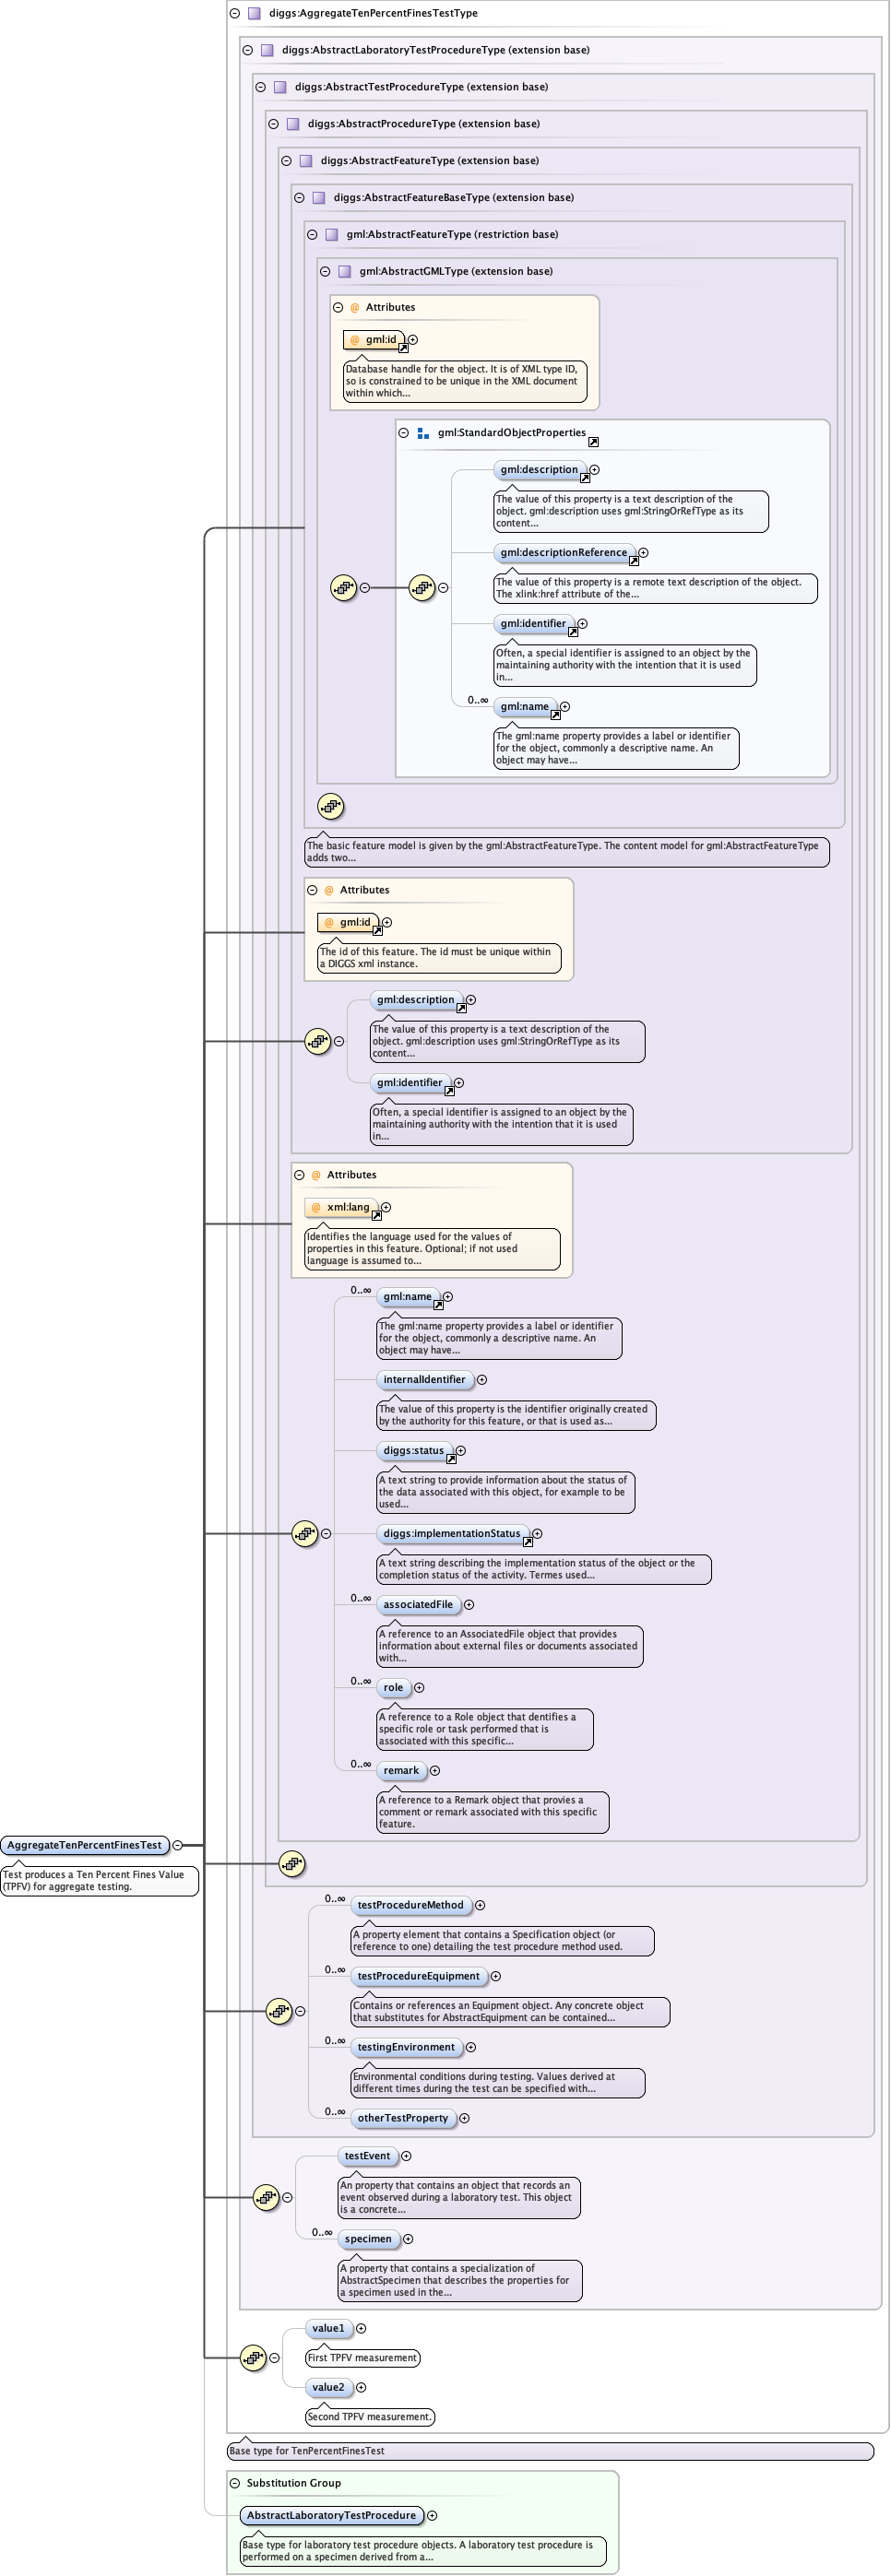 diggs:AggregateTenPercentFinesTestType
diggs:AbstractLaboratoryTestProcedureType (extension base)
diggs:AbstractTestProcedureType (extension base)
diggs:AbstractProcedureType (extension base)
diggs:AbstractFeatureType (extension base)
diggs:AbstractFeatureBaseType (extension base)
gml:AbstractFeatureType (restriction base)
gml:AbstractGMLType (extension base)
@ Attributes
@ gml:id
Database handle for the object. It is of XML type ID,
so is constrained to be unique in the XML document
within which...
gml:StandardObjectProperties
gml:description
The value of this property is a text description of the
object. gml:description uses gml:StringOrRefType as its
content...
gml:descriptionReference
The value of this property is a remote text description of the object.
The xlink:href attribute of the...
gml:identifier
Often, a special identifier is assigned to an object by the
maintaining authority with the intention that it is used
in...
0..∞
gml:name
The gml:name property provides a label or identifier
for the object, commonly a descriptive name. An
object may have...
The basic feature model is given by the gml:AbstractFeatureType. The content model for gml:AbstractFeatureType
adds two...
@ Attributes
@ gml:id
The id of this feature. The id must be unique within
a DIGGS xml instance.
gml:description
The value of this property is a text description of the
object. gml:description uses gml:StringOrRefType as its
content...
gml:identifier
Often, a special identifier is assigned to an object by the
maintaining authority with the intention that it is used
in...
@ Attributes
@ xml:lang
Identifies the language used for the values of
properties in this feature. Optional; if not used
language is assumed to...
0..∞
gml:name
The gml:name property provides a label or identifier
for the object, commonly a descriptive name. An
object may have...
internalIdentifier
The value of this property is the identifier originally created
by the authority for this feature, or that is used as...
diggs:status
A text string to provide information about the status of
the data associated with this object, for example to be
used...
diggs:implementationStatus
A text string describing the implementation status of the object or the
completion status of the activity. Termes used...
0..∞
associatedFile
A reference to an AssociatedFile object that provides
information about external files or documents associated
with...
0..∞
role
A reference to a Role object that dentifies a
specific role or task performed that is
associated with this specific...
0..∞
remark
A reference to a Remark object that provies a
comment or remark associated with this specific
feature.
AggregateTenPercentFinesTest
Test produces a Ten Percent Fines Value
(TPFV) for aggregate testing.
0..∞
testProcedureMethod
A property element that contains a Specification object (or
reference to one) detailing the test procedure method used.
0..∞
testProcedureEquipment
Contains or references an Equipment object. Any concrete object
that substitutes for AbstractEquipment can be contained...
0..∞
testingEnvironment
Environmental conditions during testing. Values derived at
different times during the test can be specified with...
0..∞
otherTestProperty
testEvent
An property that contains an object that records an
event observed during a laboratory test. This object
is a concrete...
0..∞
specimen
A property that contains a specialization of
AbstractSpecimen that describes the properties for
a specimen used in the...
value1
First TPFV measurement
value2
Second TPFV measurement.
Base type for TenPercentFinesTest
Substitution Group
AbstractLaboratoryTestProcedure
Base type for laboratory test procedure objects. A laboratory test procedure is
performed on a specimen derived from a...